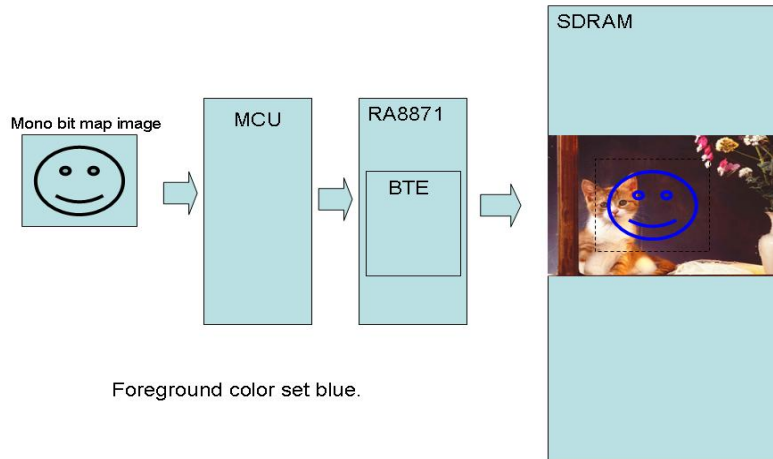 Mono bit map image
MCU
RA8871
BTE
SDRAM
Foreground color set blue.